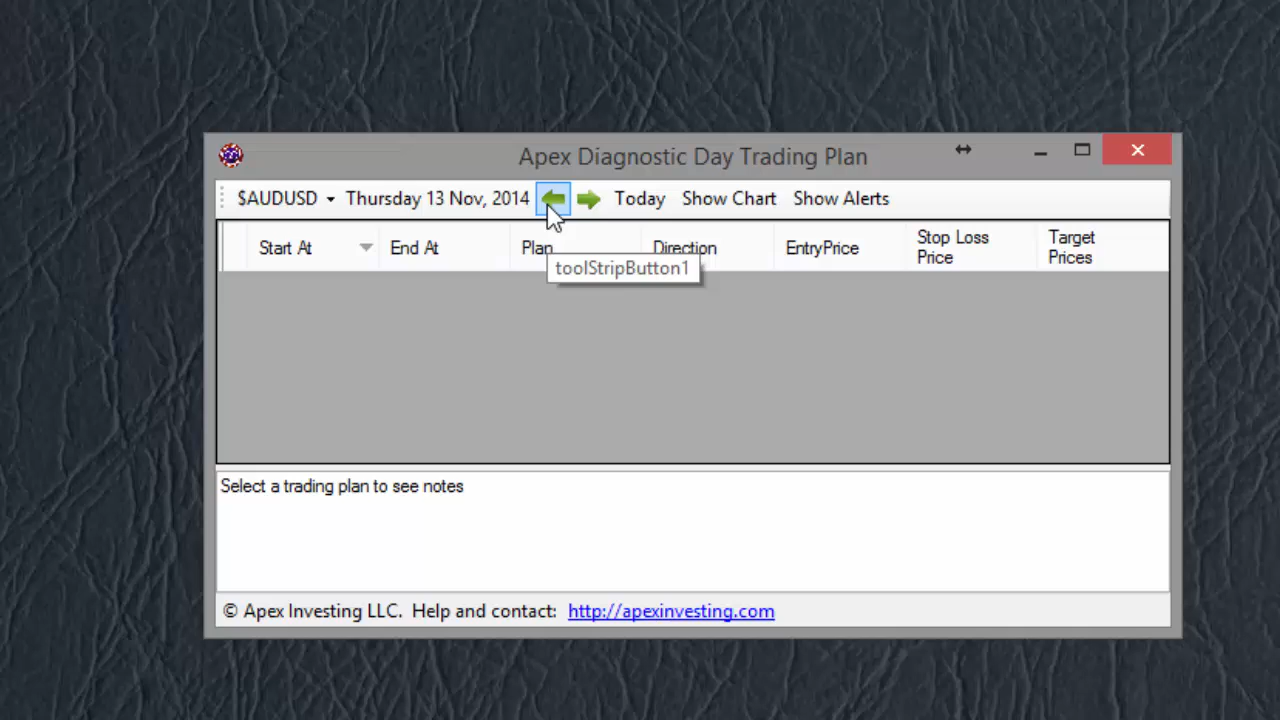 Apex Diagnostic Day Trading Plan
$AUDUSD Thursday 13 Nov, 2014 Today Show Chart Show Alerts
Start At End At Plan Direction EntryPrice Stop Loss Price Target Prices
toolStripButton1
Select a trading plan to see notes
© Apex Investing LLC. Help and contact: http://apexinvesting.com